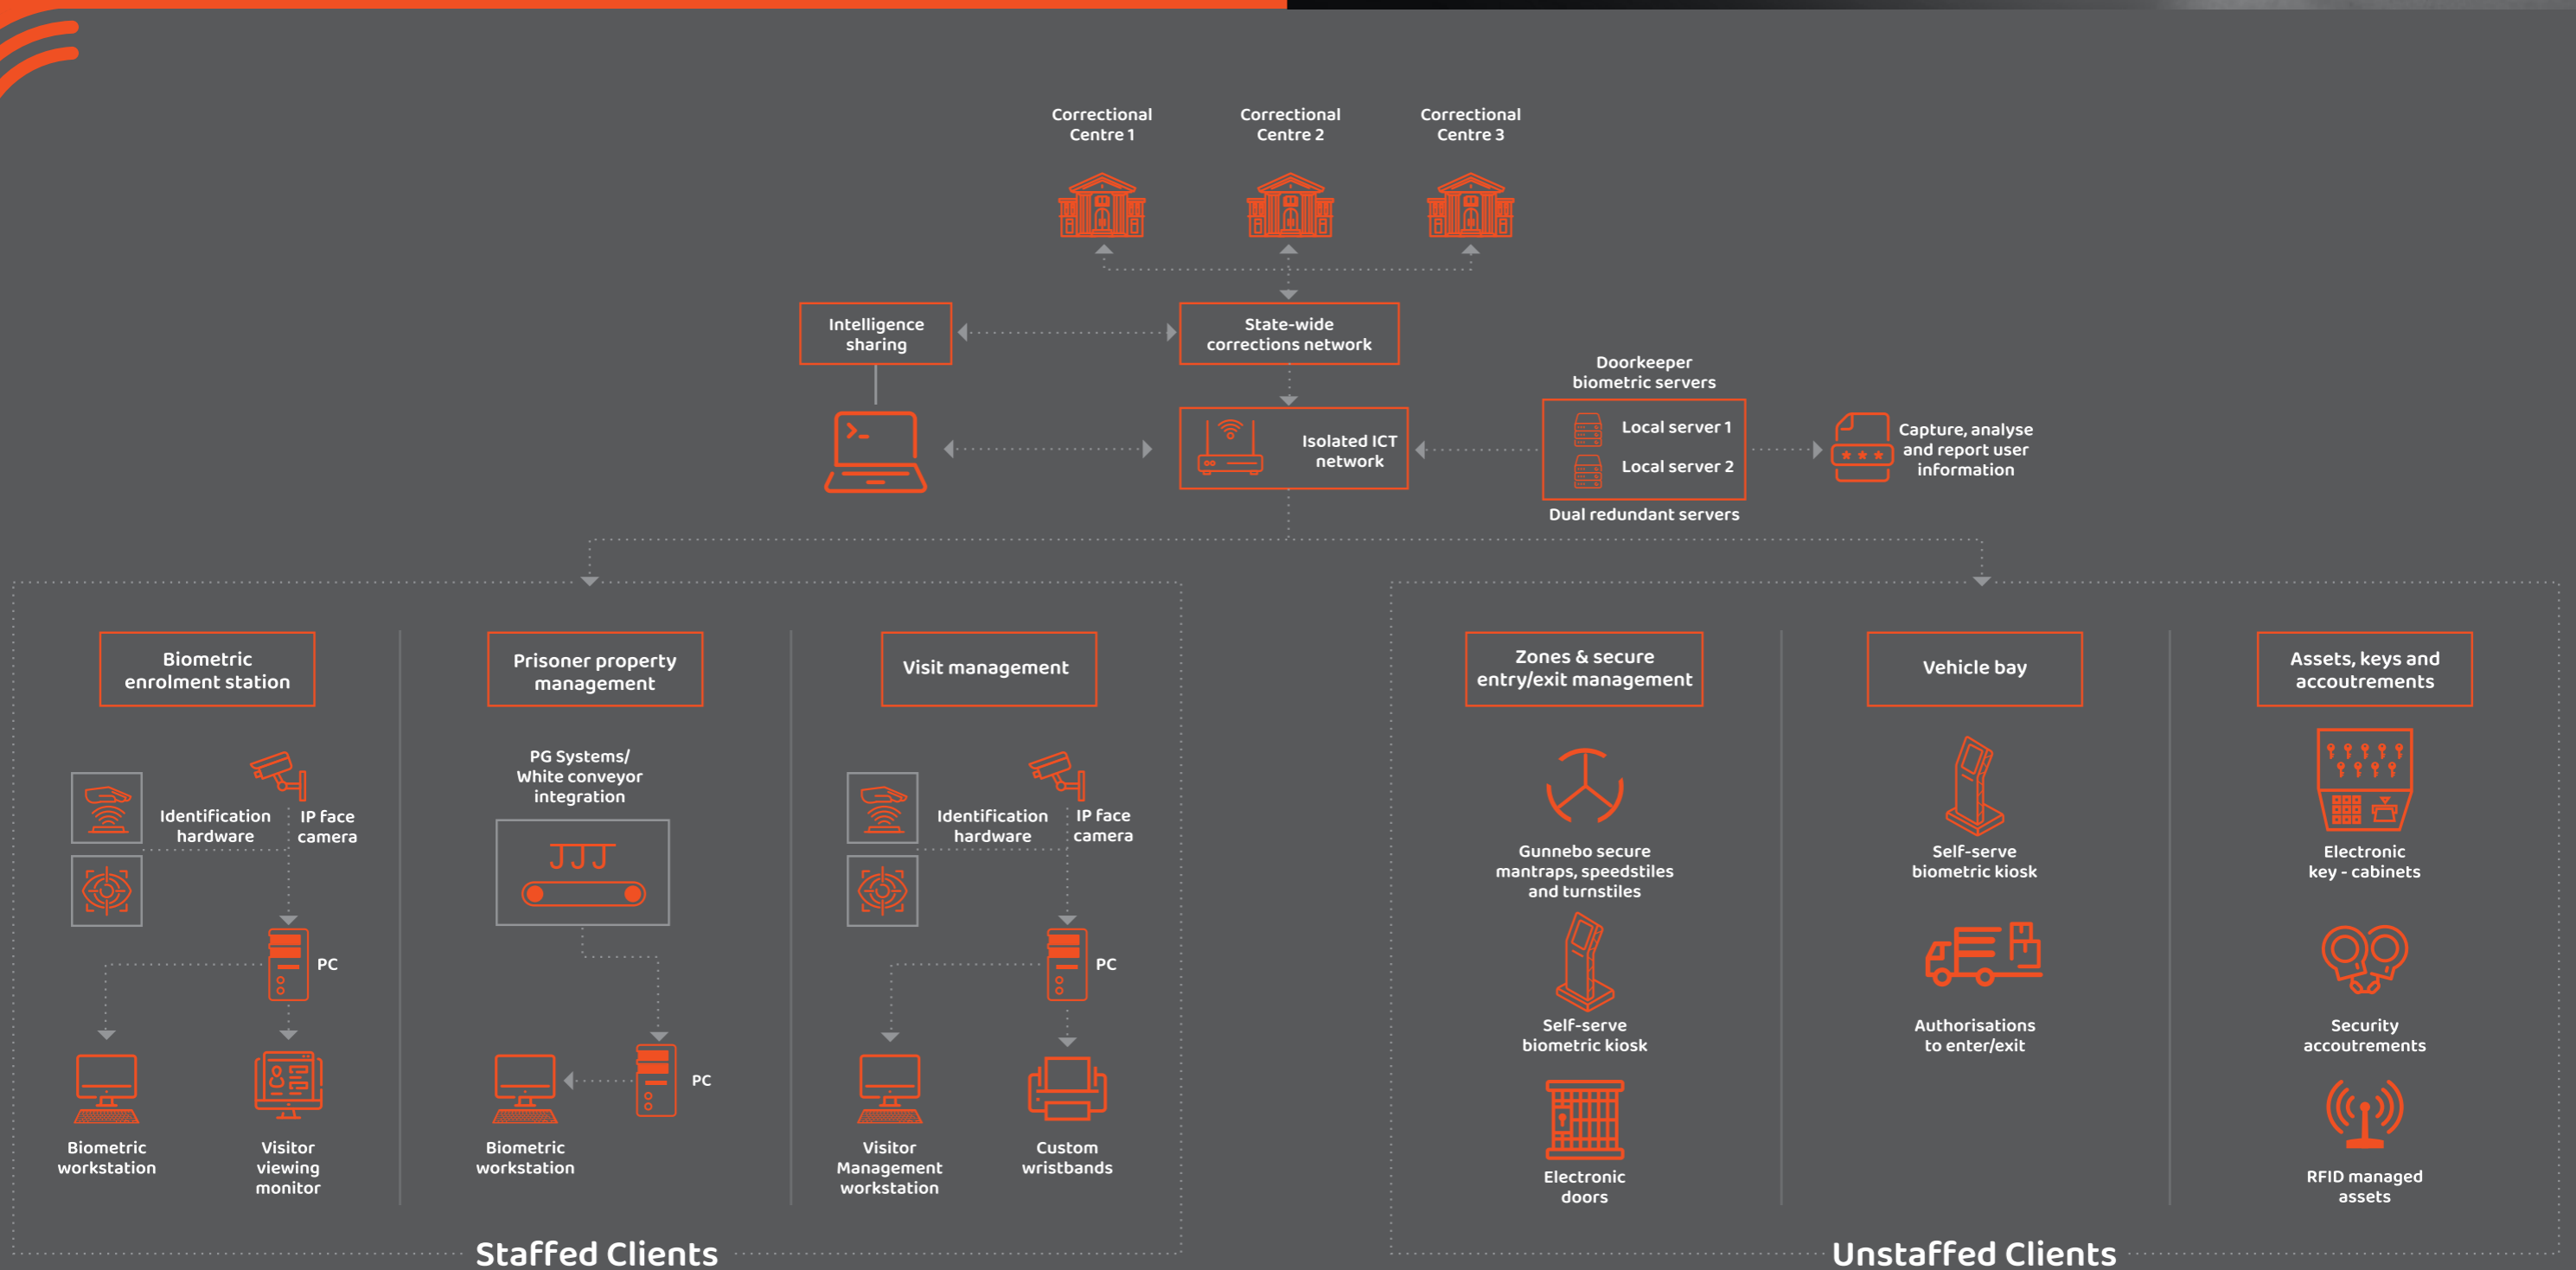 Correctional
Centre 1
Correctional
Centre 2
Correctional
Centre 3
Intelligence
sharing
State-wide
corrections network
Doorkeeper
biometric servers
Isolated ICT
network
Local server 1
Local server 2
Dual redundant servers
Capture, analyse
and report user
information
Biometric
enrolment station
Identification
hardware
IP face
camera
PC
Biometric
workstation
Visitor
viewing
monitor
Prisoner property
management
PG Systems/
White conveyor
integration
PC
Biometric
workstation
Visit management
Identification
hardware
IP face
camera
PC
Visitor
Management
workstation
Custom
wristbands
Staffed Clients
Zones & secure
entry/exit management
Gunnebo secure
mantraps, speedstiles
and turnstiles
Self-serve
biometric kiosk
Electronic
doors
Vehicle bay
Self-serve
biometric kiosk
Authorisations
to enter/exit
Assets, keys and
accoutrements
Electronic
key - cabinets
Security
accoutrements
RFID managed
assets
Unstaffed Clients